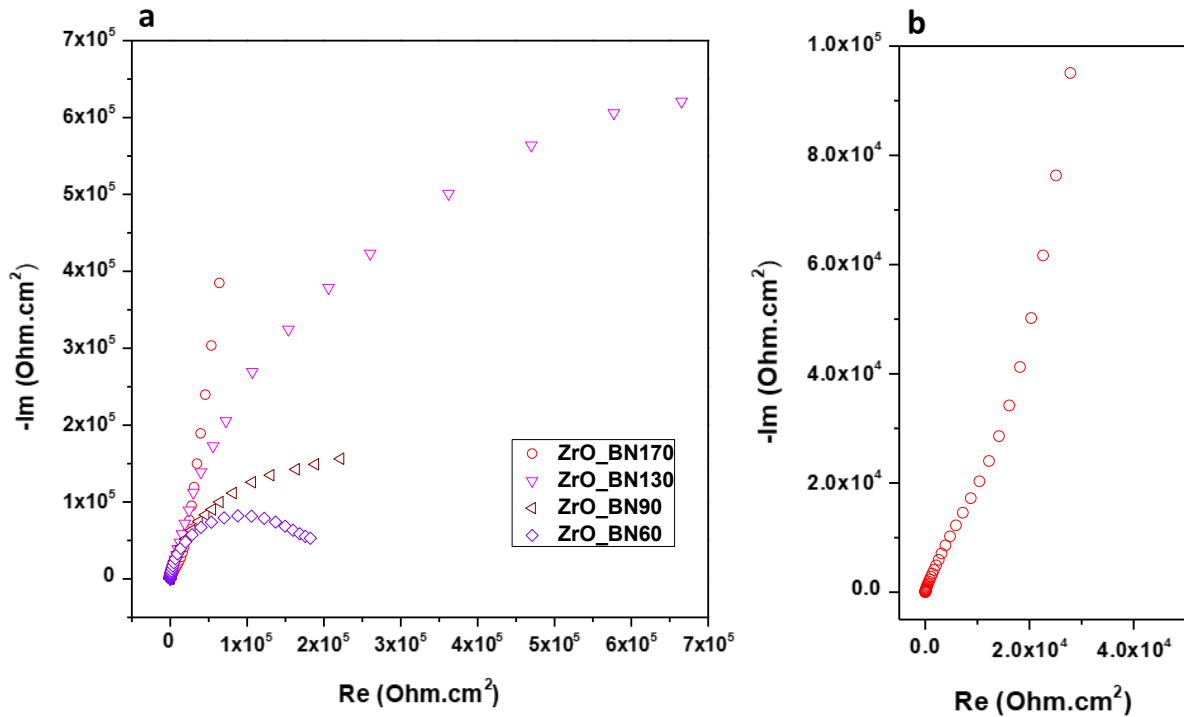 a
7x10⁵
6x10⁵
5x10⁵
4x10⁵
3x10⁵
2x10⁵
1x10⁵
0
-Im (Ohm.cm²)
ZrO_BN170
ZrO_BN130
ZrO_BN90
ZrO_BN60
0 1x10⁵ 2x10⁵ 3x10⁵ 4x10⁵ 5x10⁵ 6x10⁵ 7x10⁵
Re (Ohm.cm²)
b
1.0x10⁵
8.0x10⁴
6.0x10⁴
4.0x10⁴
2.0x10⁴
0.0
-Im (Ohm.cm²)
0.0 2.0x10⁴ 4.0x10⁴
Re (Ohm.cm²)